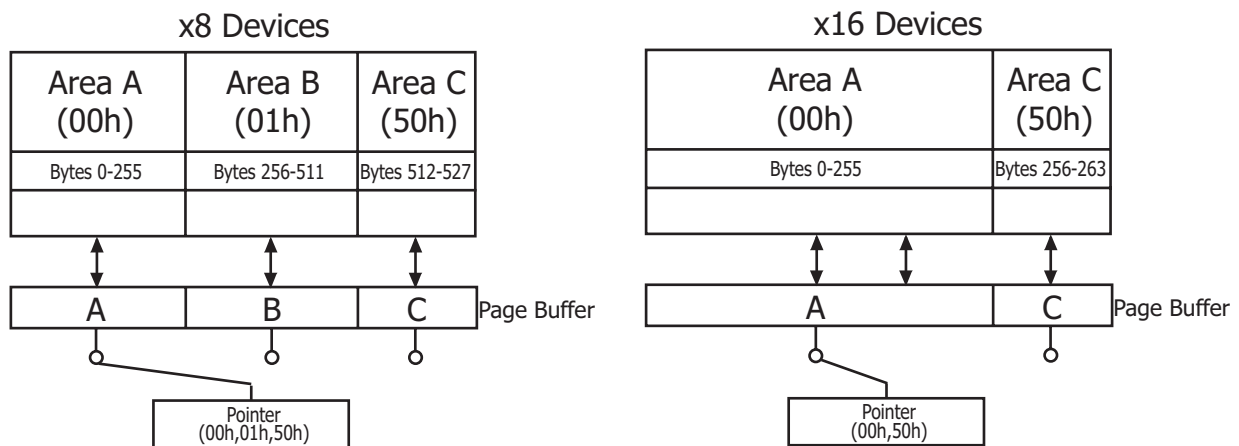 x8 Devices
Area A
(00h)
Area B
(01h)
Area C
(50h)
Bytes 0-255
Bytes 256-511
Bytes 512-527
A
B
C
Page Buffer
Pointer
(00h,01h,50h)
x16 Devices
Area A
(00h)
Area C
(50h)
Bytes 0-255
Bytes 256-263
A
C
Page Buffer
Pointer
(00h,50h)